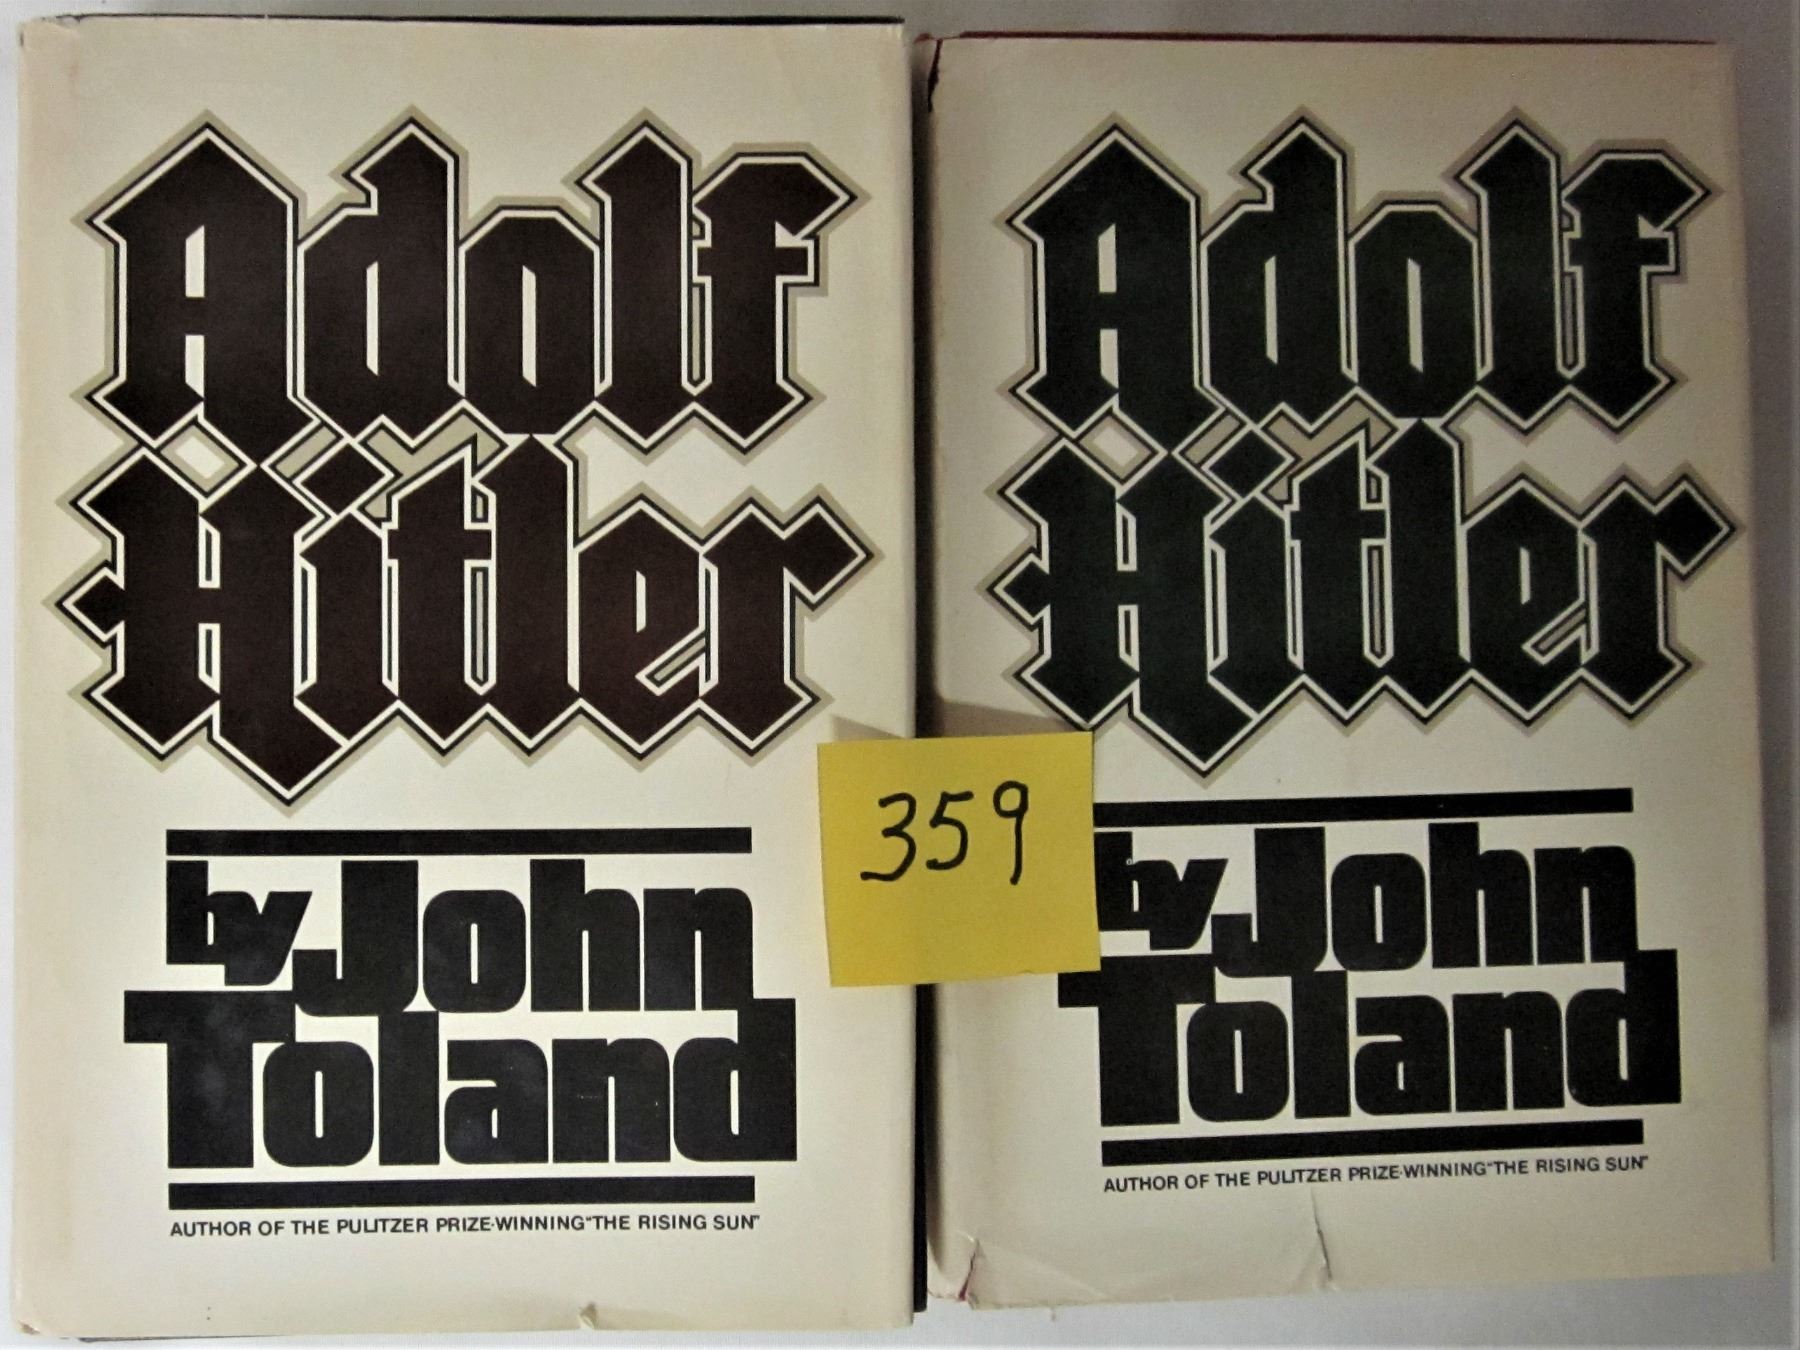 Adolf
Hitler
by John
Toland
AUTHOR OF THE PULITZER PRIZE-WINNING "THE RISING SUN"
359
Adolf
Hitler
by John
Toland
AUTHOR OF THE PULITZER PRIZE-WINNING "THE RISING SUN"